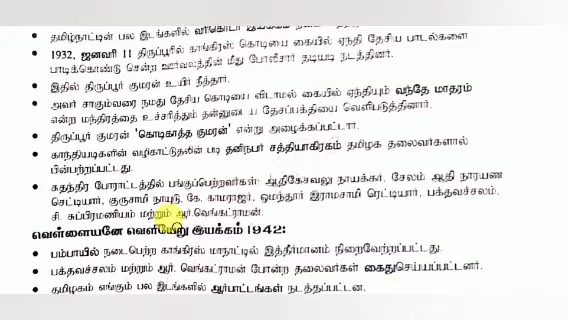 தமிழ்நாட்டின் பல இடங்களில் வரிகொடா இயக்கம்
1932, ஜனவரி 11 திருப்பூரில் காங்கிரஸ் கொடியை கையில் ஏந்தி தேசிய பாடல்களை
பாடிக்கொண்டு சென்ற ஊர்வலத்தின் மீது போலீசார் தடியடி நடத்தினர்.
இதில் திருப்பூர் குமரன் உயிர் நீத்தார்.
அவர் சாகும்வரை நமது தேசிய கொடியை விடாமல் கையில் ஏந்தியும் வந்தே மாதரம்
என்ற மந்திரத்தை உச்சரித்தும் தன்னுடைய தேசப்பக்தியை வெளிபடுத்தினார்.
திருப்பூர் குமரன் 'கொடிகாத்த குமரன்' என்று அழைக்கப்பட்டார்.
காந்தியடிகளின் வழிகாட்டுதலின் படி தனிநபர் சத்தியாகிரகம் தமிழக தலைவர்களால்
பின்பற்றப்பட்டது.
சுதந்திர போராட்டத்தில் பங்குப்பெற்றவர்கள்: ஆதிகேசவலு நாயக்கர், சேலம் ஆதி நாராயண
செட்டியார், குருசாமி நாயுடு, கே. காமராஜர், ஒமந்தூர் இராமசாமி ரெட்டியார், பக்தவச்சலம்,
சி. சுப்பிரமணியம் மற்றும் ஆர்.வெங்கட்ராமன்.
வெள்ளையனே வெளியேறு இயக்கம் 1942:
பம்பாயில் நடைபெற்ற காங்கிரஸ் மாநாட்டில் இத்தீர்மானம் நிறைவேற்றப்பட்டது.
பக்தவச்சலம் மற்றும் ஆர். வெங்கட்ராமன் போன்ற தலைவர்கள் கைதுசெய்யப்பட்டனர்.
தமிழகம் எங்கும் பல இடங்களில் ஆர்பாட்டங்கள் நடத்தப்பட்டன.